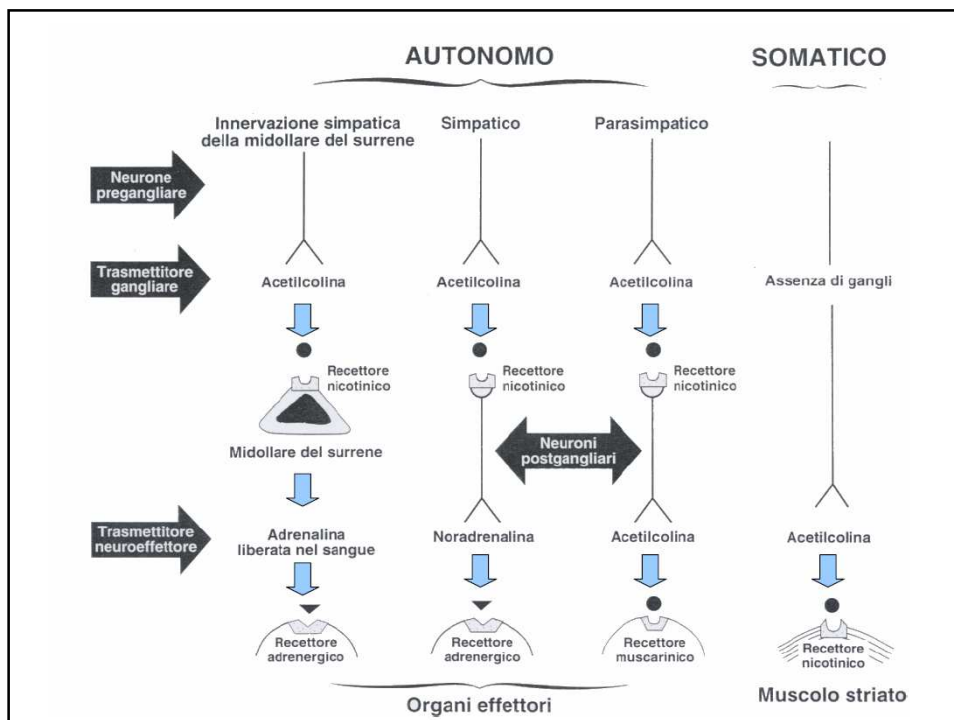 AUTONOMO
SOMATICO
Innervazione simpatica
della midollare del surrene
Simpatico
Parasimpatico
Neurone
pregangliare
Trasmettitore
gangliare
Acetilcolina
Acetilcolina
Acetilcolina
Assenza di gangli
Recettore
nicotinico
Recettore
nicotinico
Recettore
nicotinico
Midollare del surrene
Neuroni
postgangliari
Trasmettitore
neuroeffettore
Adrenalina
liberata nel sangue
Noradrenalina
Acetilcolina
Acetilcolina
Recettore
adrenergico
Recettore
adrenergico
Recettore
muscarinico
Recettore
nicotinico
Organi effettori
Muscolo striato